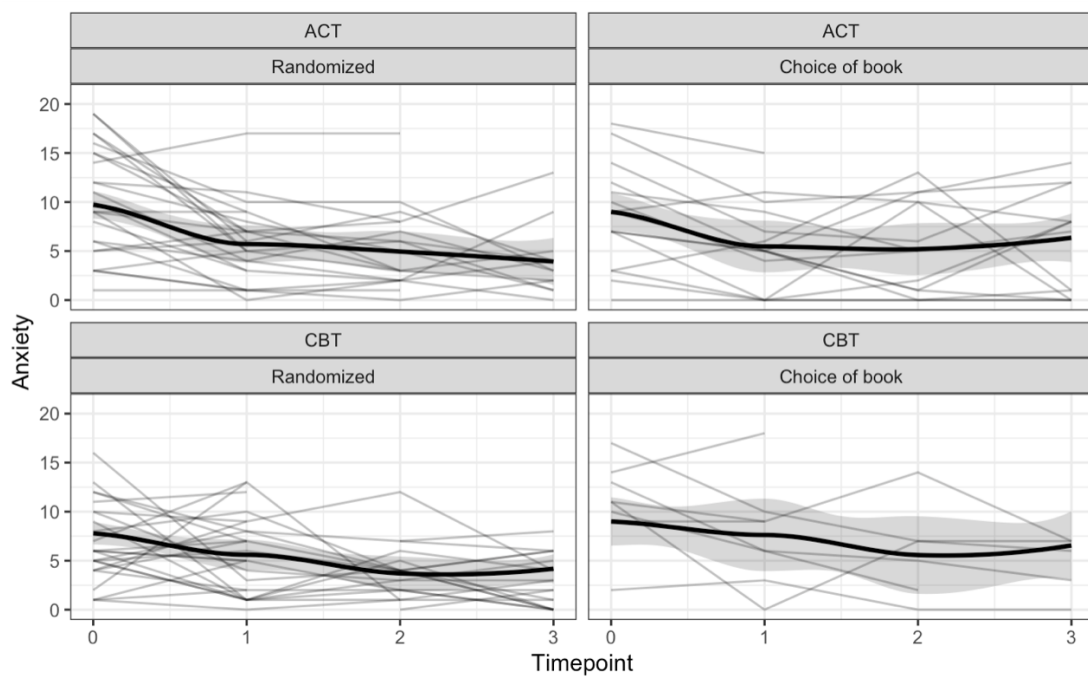 ACT
ACT
Randomized
Choice of book
20
15
10
5
0
CBT
CBT
Randomized
Choice of book
20
15
10
5
0
Anxiety
0 1 2 3
0 1 2 3
Timepoint